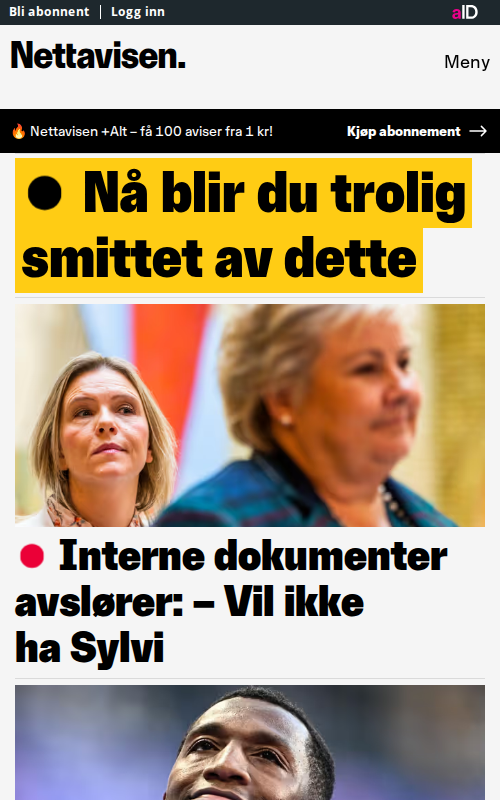 Bli abonnent | Logg inn
aID
Nettavisen.
Meny
🔥 Nettavisen +Alt – få 100 aviser fra 1 kr!
Kjøp abonnement →
● Nå blir du trolig
smittet av dette
● Interne dokumenter
avslører: – Vil ikke
ha Sylvi